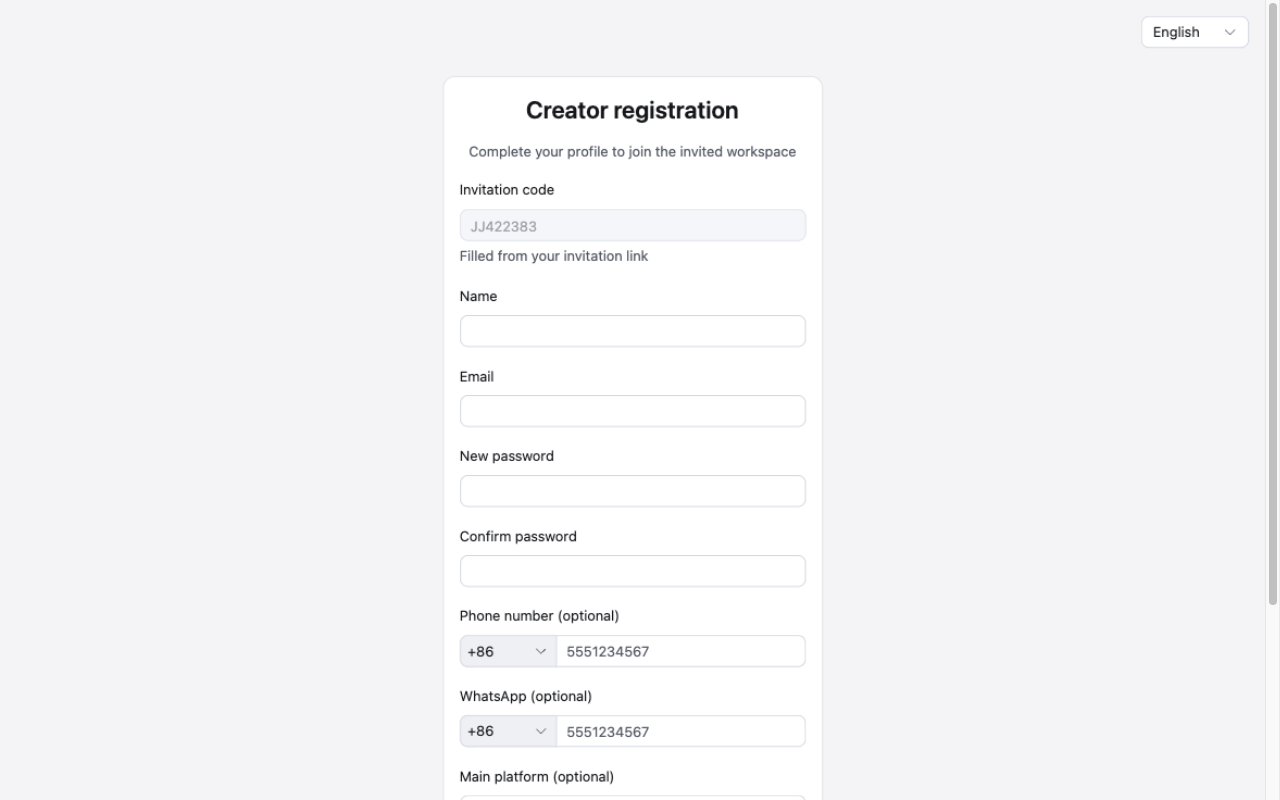 English
Creator registration
Complete your profile to join the invited workspace
Invitation code
JJ422383
Filled from your invitation link
Name
Email
New password
Confirm password
Phone number (optional)
+86 5551234567
WhatsApp (optional)
+86 5551234567
Main platform (optional)